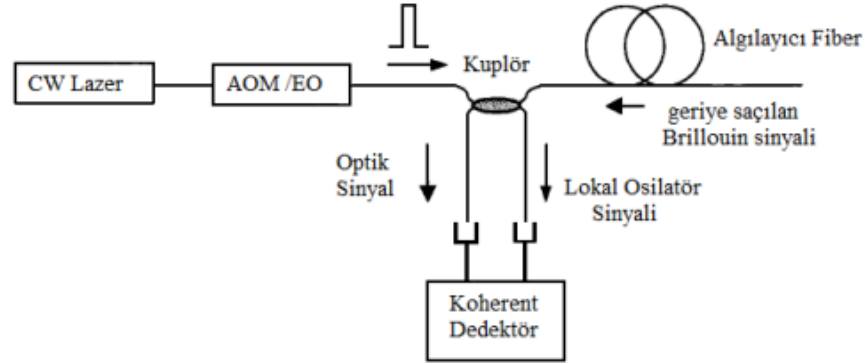 CW Lazer
AOM /EO
Kuplör
Algılayıcı Fiber
geriye saçılan
Brillouin sinyali
Optik
Sinyal
Lokal Osilatör
Sinyali
Koherent
Dedektör